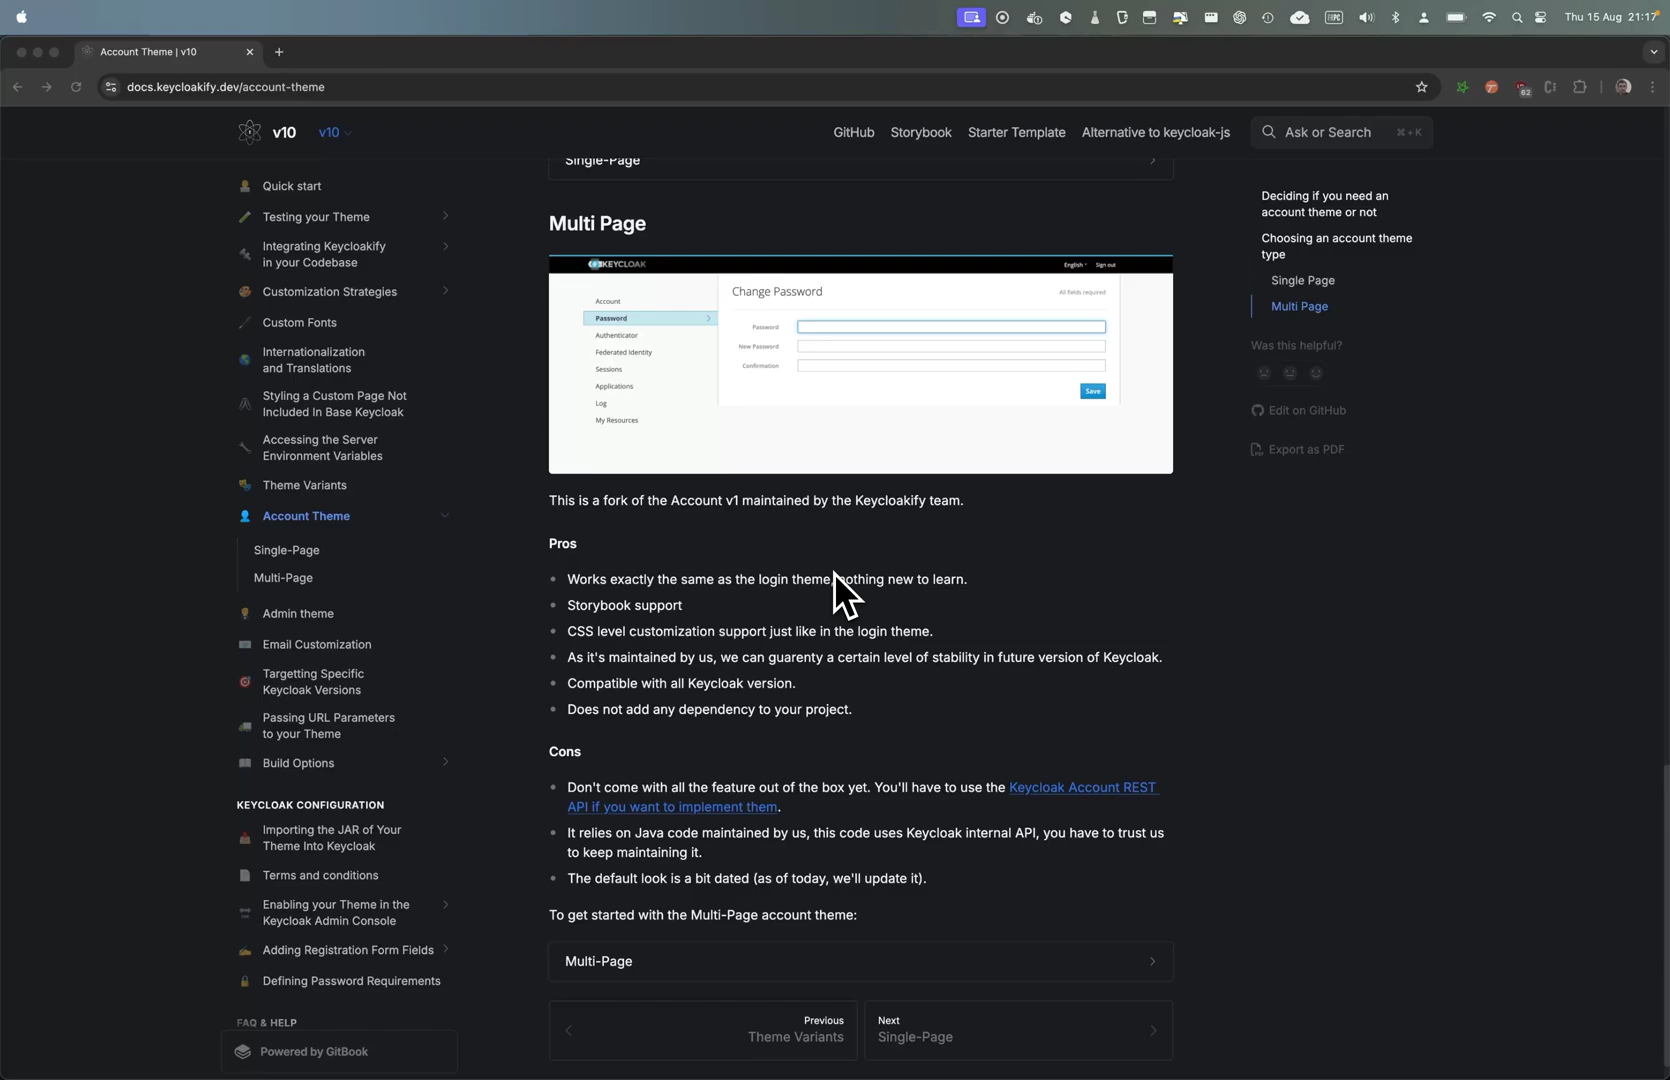 Thu 15 Aug 21:17
Account Theme | v10
docs.keycloakify.dev/account-theme
62
v10
v10
GitHub
Storybook
Starter Template
Alternative to keycloak-js
Ask or Search
⌘+K
Quick start
Testing your Theme
Integrating Keycloakify
in your Codebase
Customization Strategies
Custom Fonts
Internationalization
and Translations
Styling a Custom Page Not
Included In Base Keycloak
Accessing the Server
Environment Variables
Theme Variants
Account Theme
Single-Page
Multi-Page
Admin theme
Email Customization
Targetting Specific
Keycloak Versions
Passing URL Parameters
to your Theme
Build Options
KEYCLOAK CONFIGURATION
Importing the JAR of Your
Theme Into Keycloak
Terms and conditions
Enabling your Theme in the
Keycloak Admin Console
Adding Registration Form Fields
Defining Password Requirements
FAQ & HELP
Powered by GitBook
Single-Page
Multi Page
KEYCLOAK
English
Sign out
Account
Password
Authenticator
Federated Identity
Sessions
Applications
Log
My Resources
Change Password
All fields required
Password
New Password
Confirmation
Save
This is a fork of the Account v1 maintained by the Keycloakify team.
Pros
Works exactly the same as the login theme, nothing new to learn.
Storybook support
CSS level customization support just like in the login theme.
As it's maintained by us, we can guarenty a certain level of stability in future version of Keycloak.
Compatible with all Keycloak version.
Does not add any dependency to your project.
Cons
Don't come with all the feature out of the box yet. You'll have to use the Keycloak Account REST
API if you want to implement them.
It relies on Java code maintained by us, this code uses Keycloak internal API, you have to trust us
to keep maintaining it.
The default look is a bit dated (as of today, we'll update it).
To get started with the Multi-Page account theme:
Multi-Page
Previous
Theme Variants
Next
Single-Page
Deciding if you need an
account theme or not
Choosing an account theme
type
Single Page
Multi Page
Was this helpful?
Edit on GitHub
Export as PDF